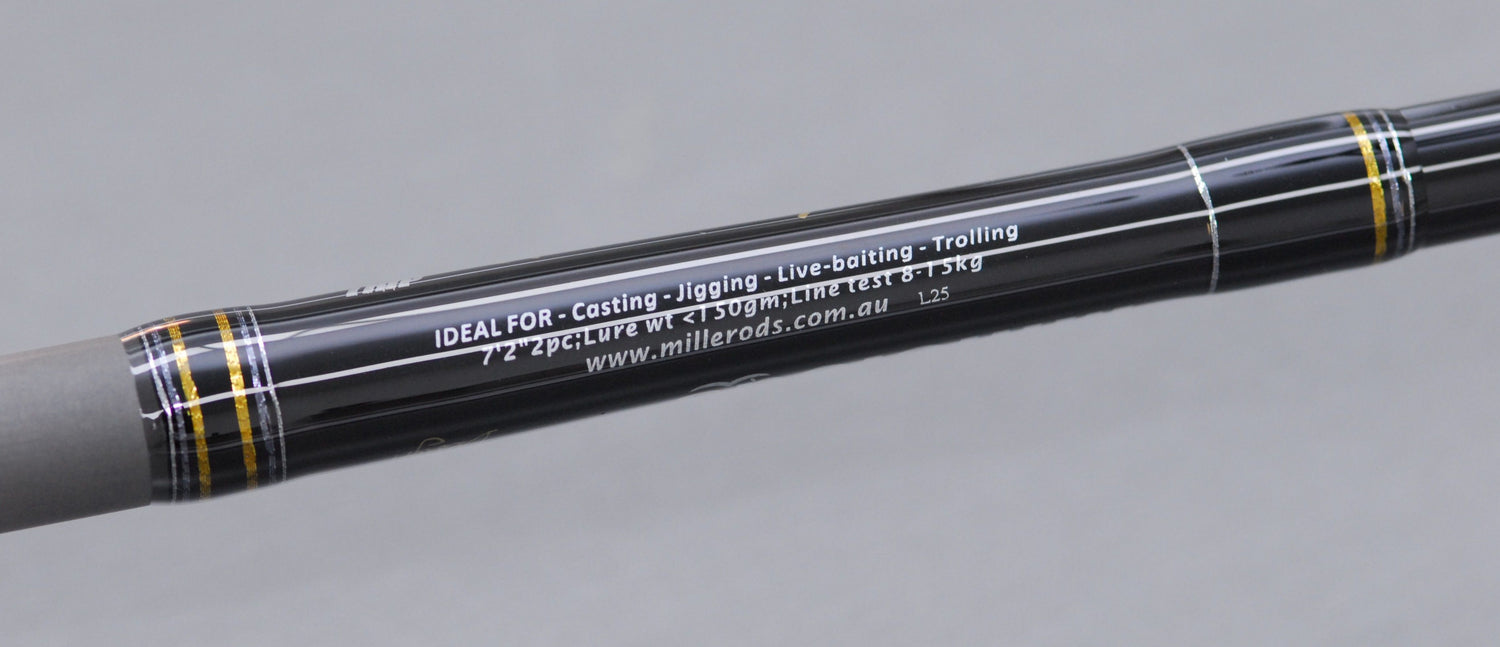 IDEAL FOR - Casting - Jigging - Live-baiting - Trolling
7'2"2pc;Lure wt <150gm;Line test 8-15kg
www.millerods.com.au L25